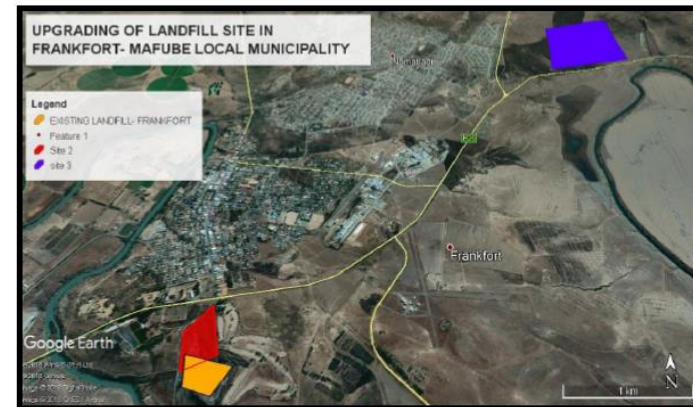 UPGRADING OF LANDFILL SITE IN
FRANKFORT- MAFUBE LOCAL MUNICIPALITY
Legend
EXISTING LANDFILL- FRANKFORT
Feature 1
Site 2
site 3
Frankfort
Google Earth
N
1 km